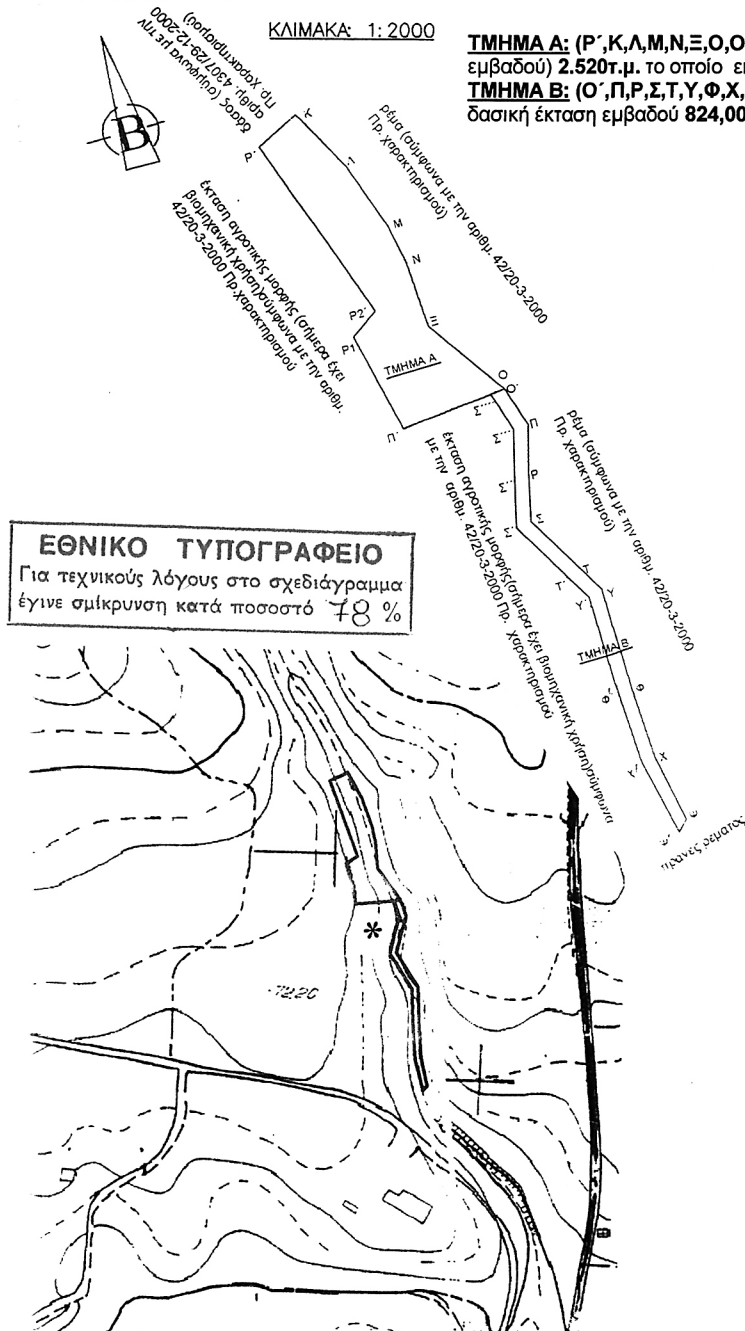 ΚΛΙΜΑΚΑ: 1:2000
ΤΜΗΜΑ Α: (Ρ΄,Κ,Λ,Μ,Ν,Ξ,Ο,Ο
εμβαδού) 2.520τ.μ. το οποίο επ
ΤΜΗΜΑ Β: (Ο΄,Π,Ρ,Σ,Τ,Υ,Φ,Χ,
δασική έκταση εμβαδού 824,00
δάσος (σύμφωνα με την
αριθμ. 4307/29-12-2000
Πρ. Χαρακτηρισμού)
Β
ρέμα (σύμφωνα με την αριθμ. 42/20-3-2000
Πρ. χαρακτηρισμού)
Ρ΄
Κ
Λ
Μ
Ν
Ξ
Ρ2΄
Ρ1
ΤΜΗΜΑ Α
Ο
Ο΄
Π΄
έκταση αγροτικής μορφής (σήμερα έχει
βιομηχανική χρήση)σύμφωνα με την αριθμ.
42/20-3-2000 Πρ.χαρακτηρισμού
Π
Ρ
Σ
Τ
Τ΄
Υ
Υ΄
ρέμα (σύμφωνα με την αριθμ. 42/20-3-2000
Πρ. χαρακτηρισμού)
έκταση αγροτικής μορφής(σήμερα έχει βιομηχανική χρήση)σύμφωνα
με την αριθμ. 42/20-3-2000 Πρ. χαρακτηρισμού
ΤΜΗΜΑ Β
Φ΄
Χ
Χ΄
Ψ
Ψ΄
πρανές ρέματος
ΕΘΝΙΚΟ ΤΥΠΟΓΡΑΦΕΙΟ
Για τεχνικούς λόγους στο σχεδιάγραμμα
έγινε σμίκρυνση κατά ποσοστό 78 %